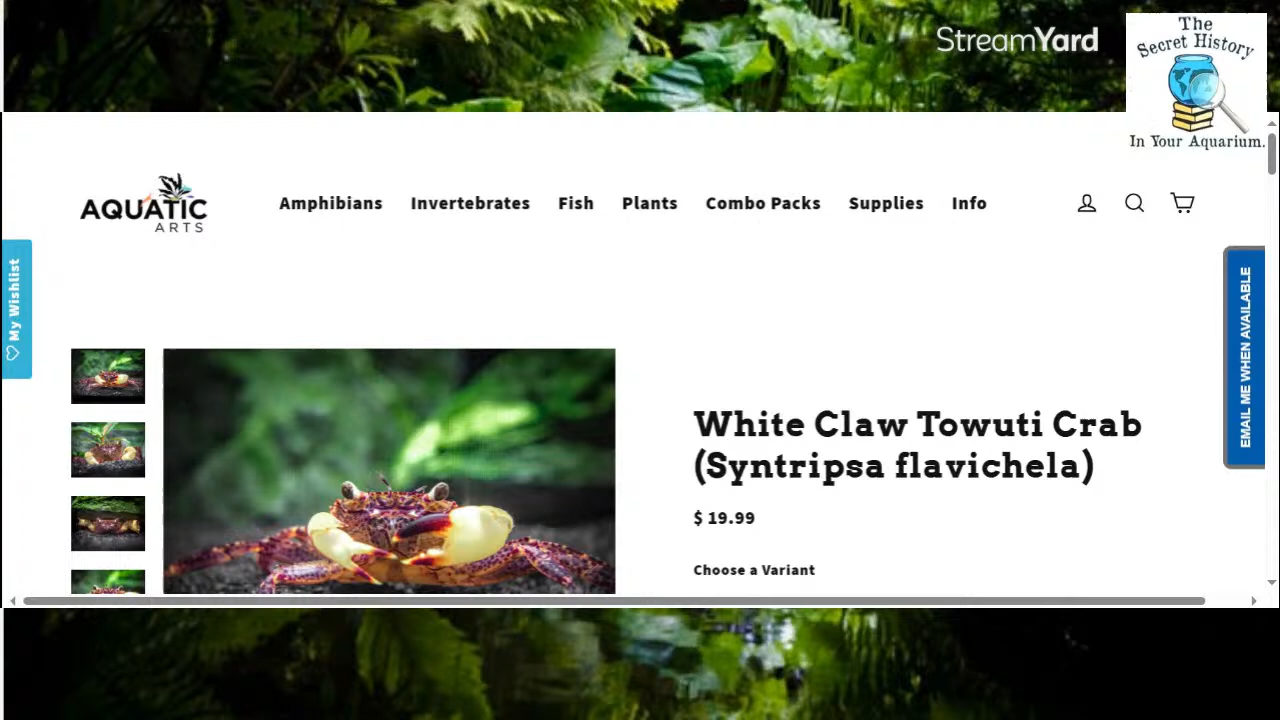 StreamYard
The
Secret History
In Your Aquarium.
AQUATIC
ARTS
Amphibians
Invertebrates
Fish
Plants
Combo Packs
Supplies
Info
My Wishlist
EMAIL ME WHEN AVAILABLE
White Claw Towuti Crab
(Syntripsa flavichela)
$ 19.99
Choose a Variant